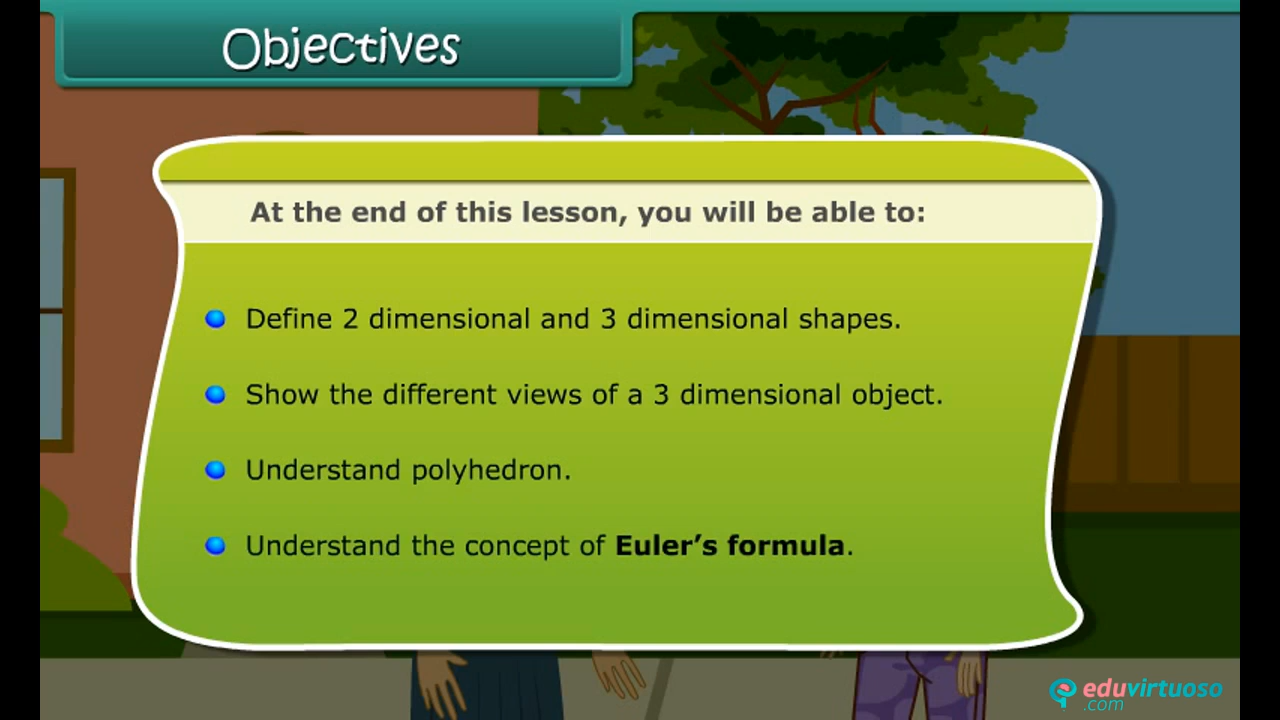 Objectives
At the end of this lesson, you will be able to:
Define 2 dimensional and 3 dimensional shapes.
Show the different views of a 3 dimensional object.
Understand polyhedron.
Understand the concept of Euler’s formula.
eduvirtuoso
.com